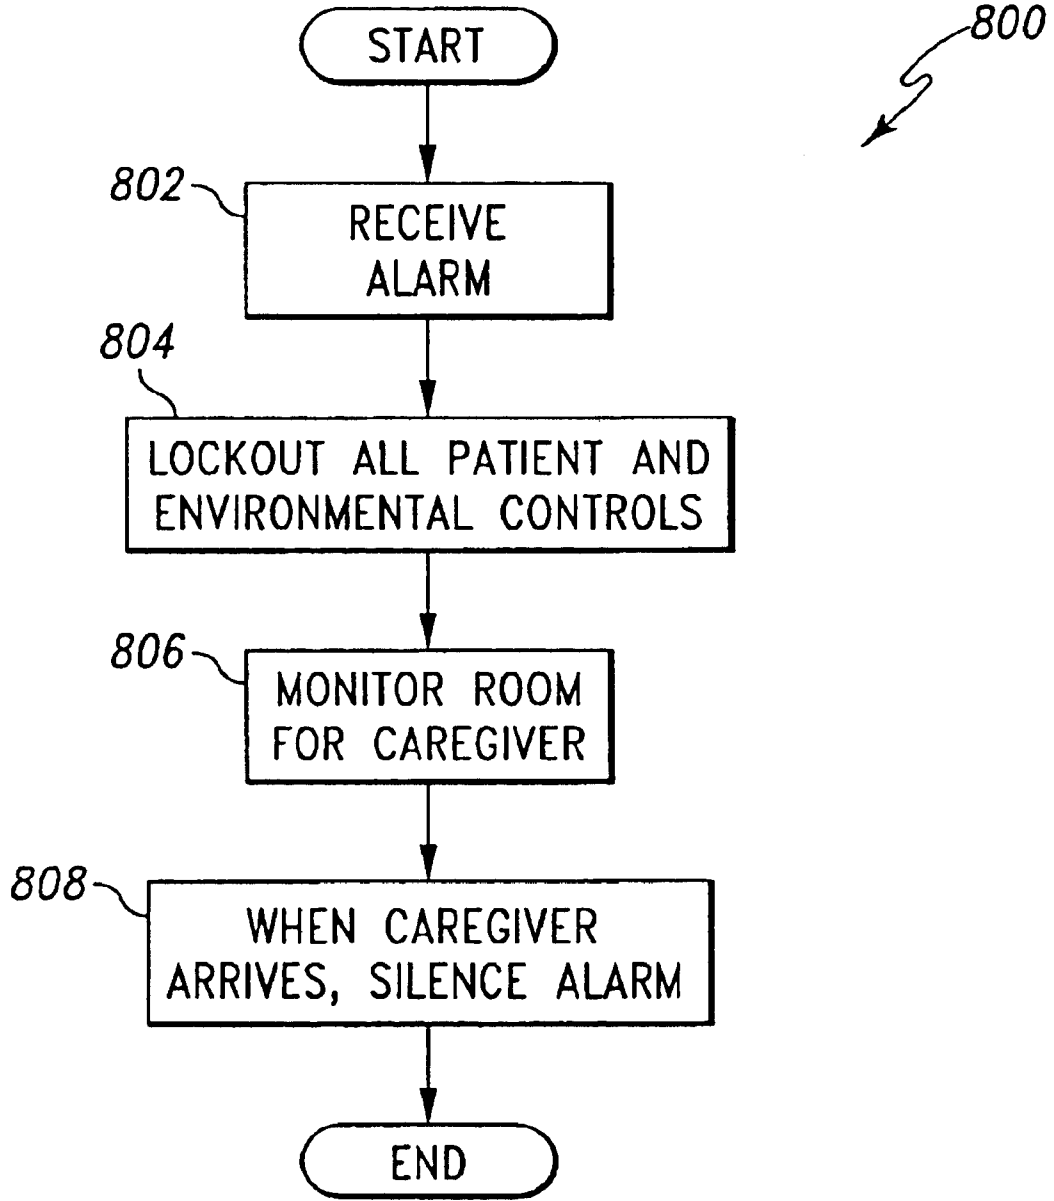 START
800
802
RECEIVE
ALARM
804
LOCKOUT ALL PATIENT AND
ENVIRONMENTAL CONTROLS
806
MONITOR ROOM
FOR CAREGIVER
808
WHEN CAREGIVER
ARRIVES, SILENCE ALARM
END